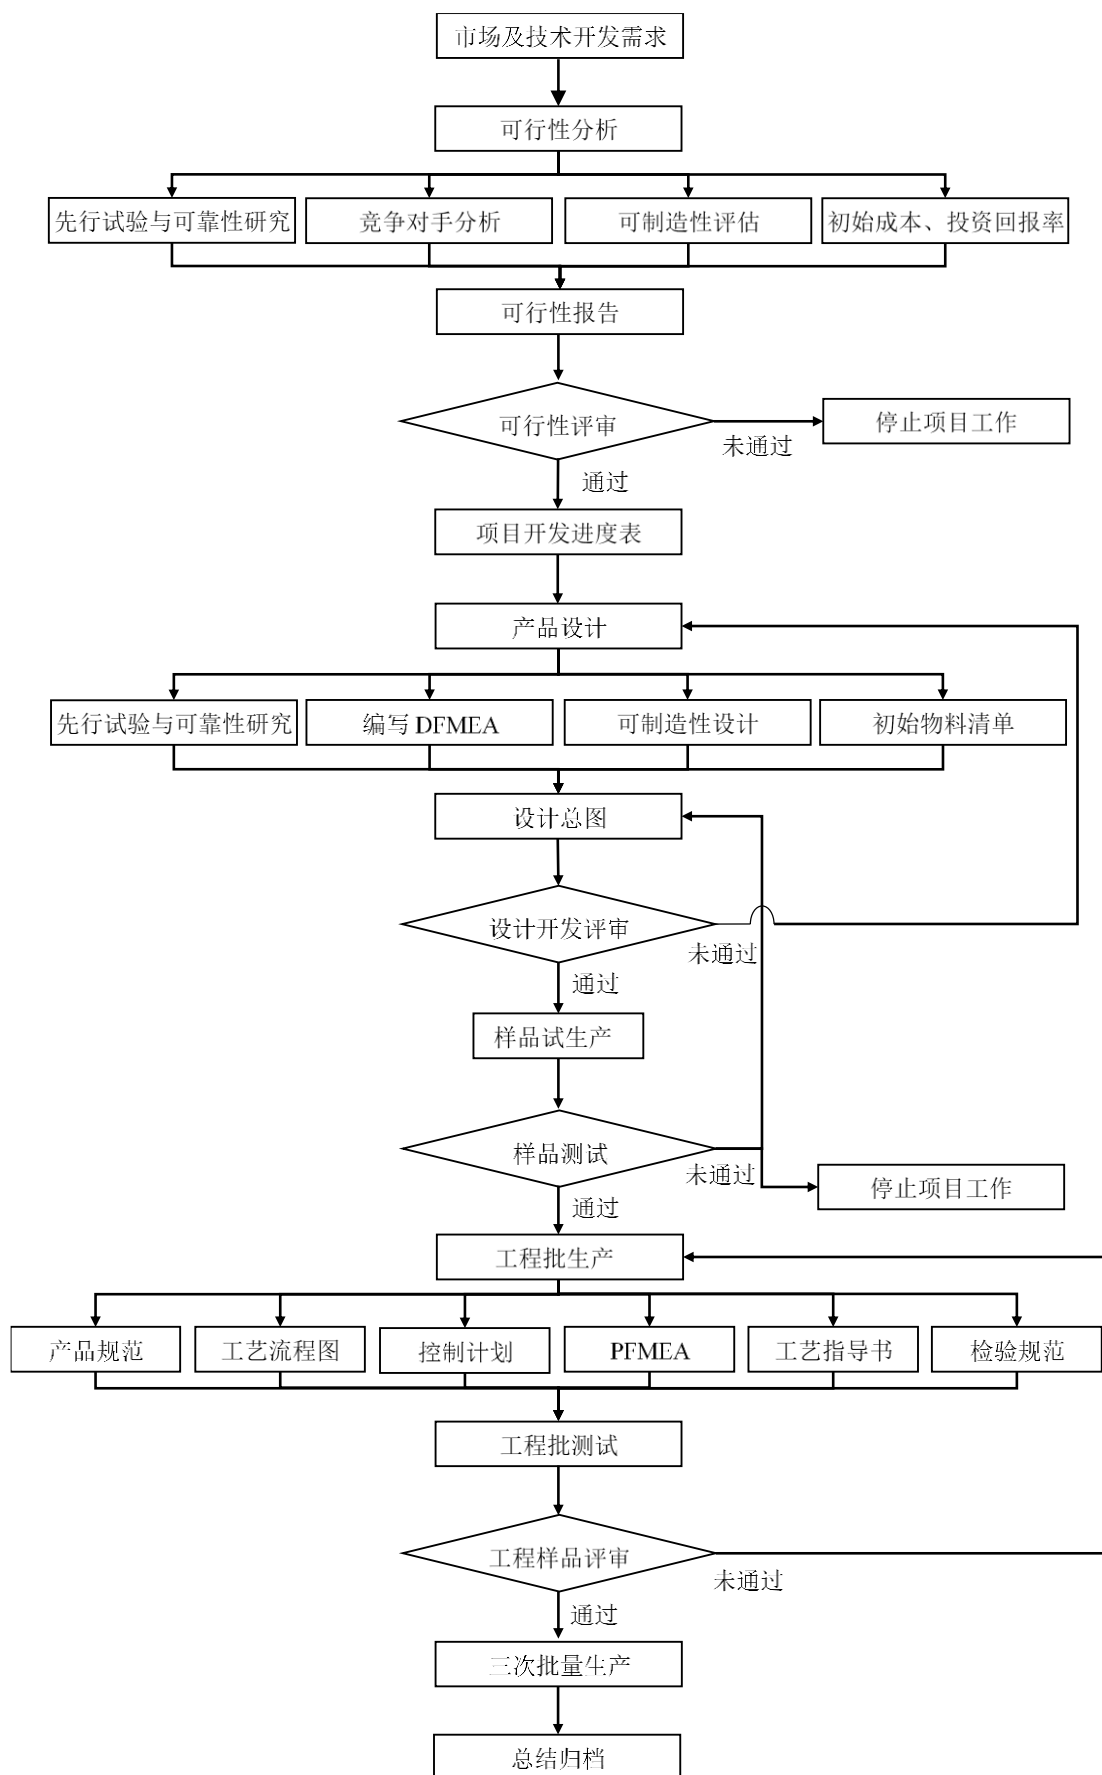 市场及技术开发需求
可行性分析
先行试验与可靠性研究
竞争对手分析
可制造性评估
初始成本、投资回报率
可行性报告
可行性评审
停止项目工作
未通过
通过
项目开发进度表
产品设计
先行试验与可靠性研究
编写 DFMEA
可制造性设计
初始物料清单
设计总图
设计开发评审
未通过
通过
样品试生产
样品测试
未通过
停止项目工作
通过
工程批生产
产品规范
工艺流程图
控制计划
PFMEA
工艺指导书
检验规范
工程批测试
工程样品评审
未通过
通过
三次批量生产
总结归档